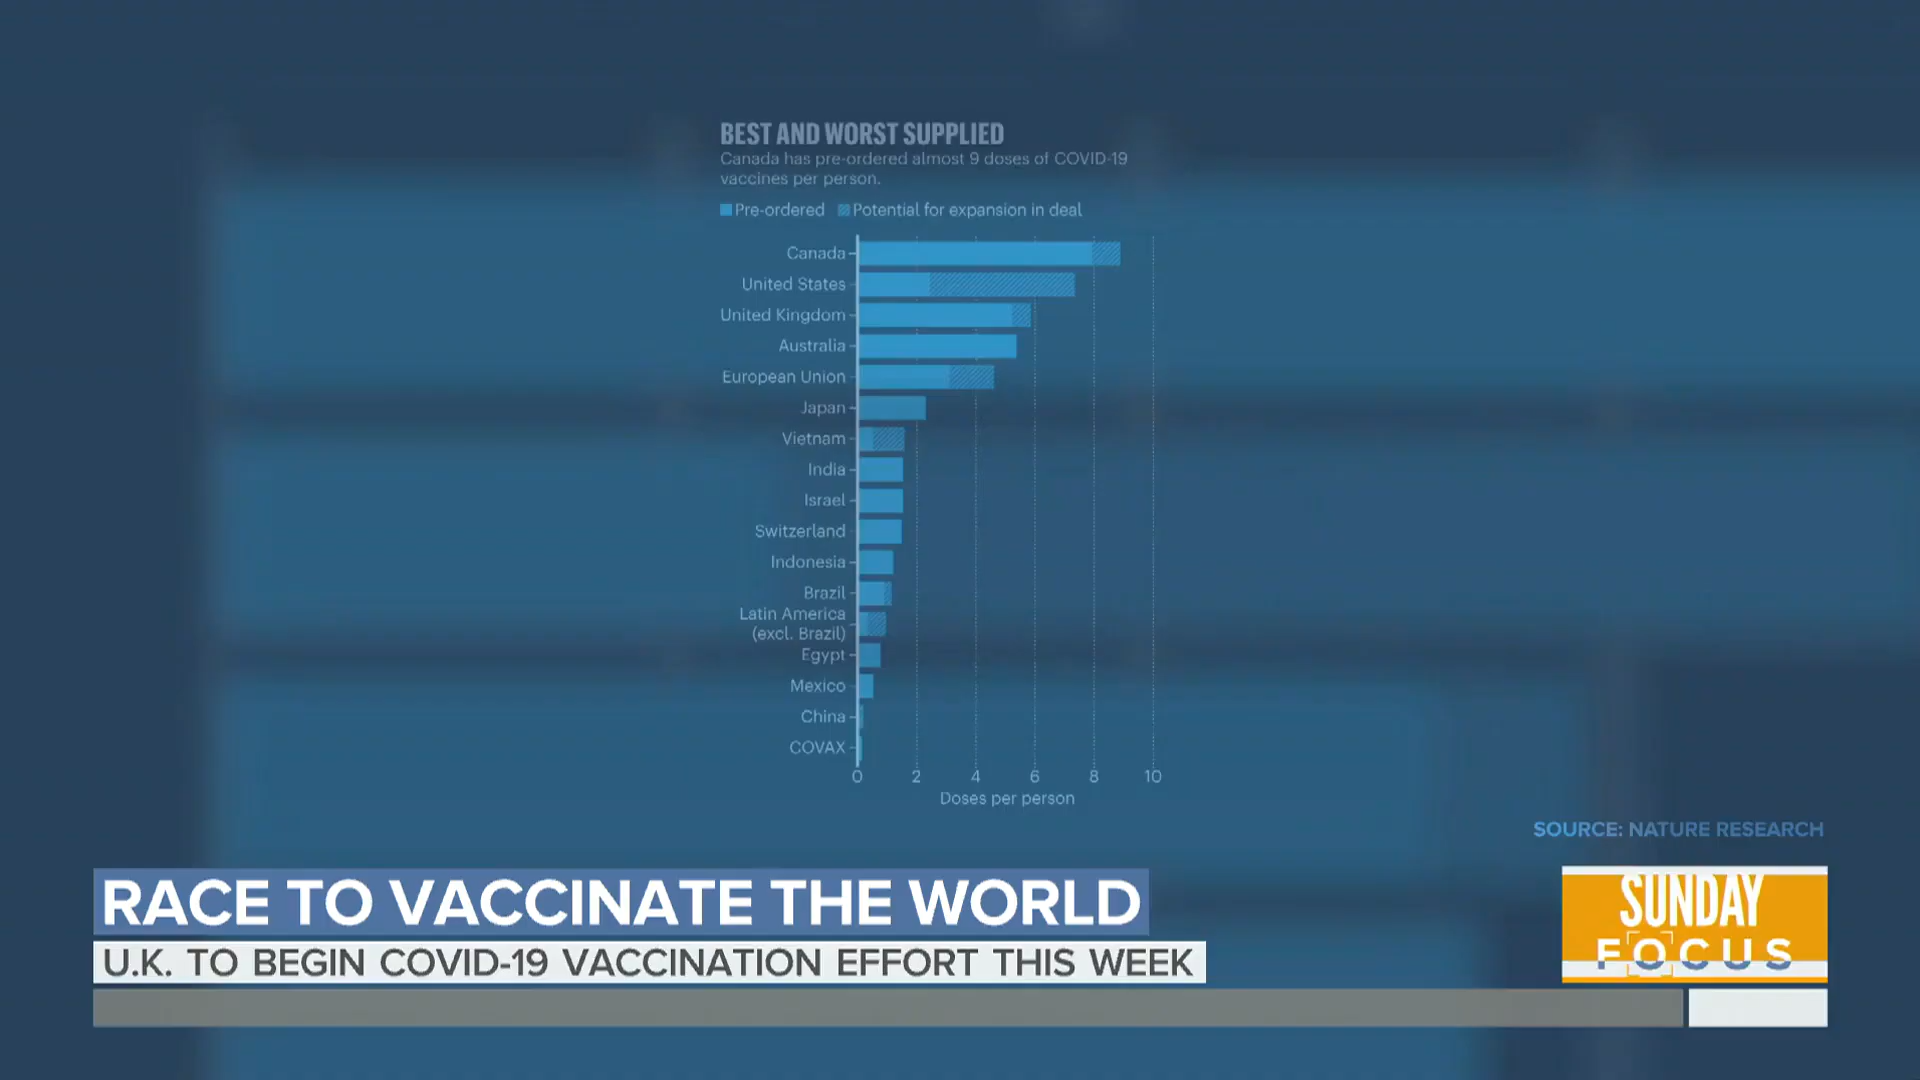 BEST AND WORST SUPPLIED
Canada has pre-ordered almost 9 doses of COVID-19
vaccines per person.
Pre-ordered Potential for expansion in deal
Canada
United States
United Kingdom
Australia
European Union
Japan
Vietnam
India
Israel
Switzerland
Indonesia
Brazil
Latin America
(excl. Brazil)
Egypt
Mexico
China
COVAX
0 2 4 6 8 10
Doses per person
SOURCE: NATURE RESEARCH
RACE TO VACCINATE THE WORLD
U.K. TO BEGIN COVID-19 VACCINATION EFFORT THIS WEEK
SUNDAY
FOCUS